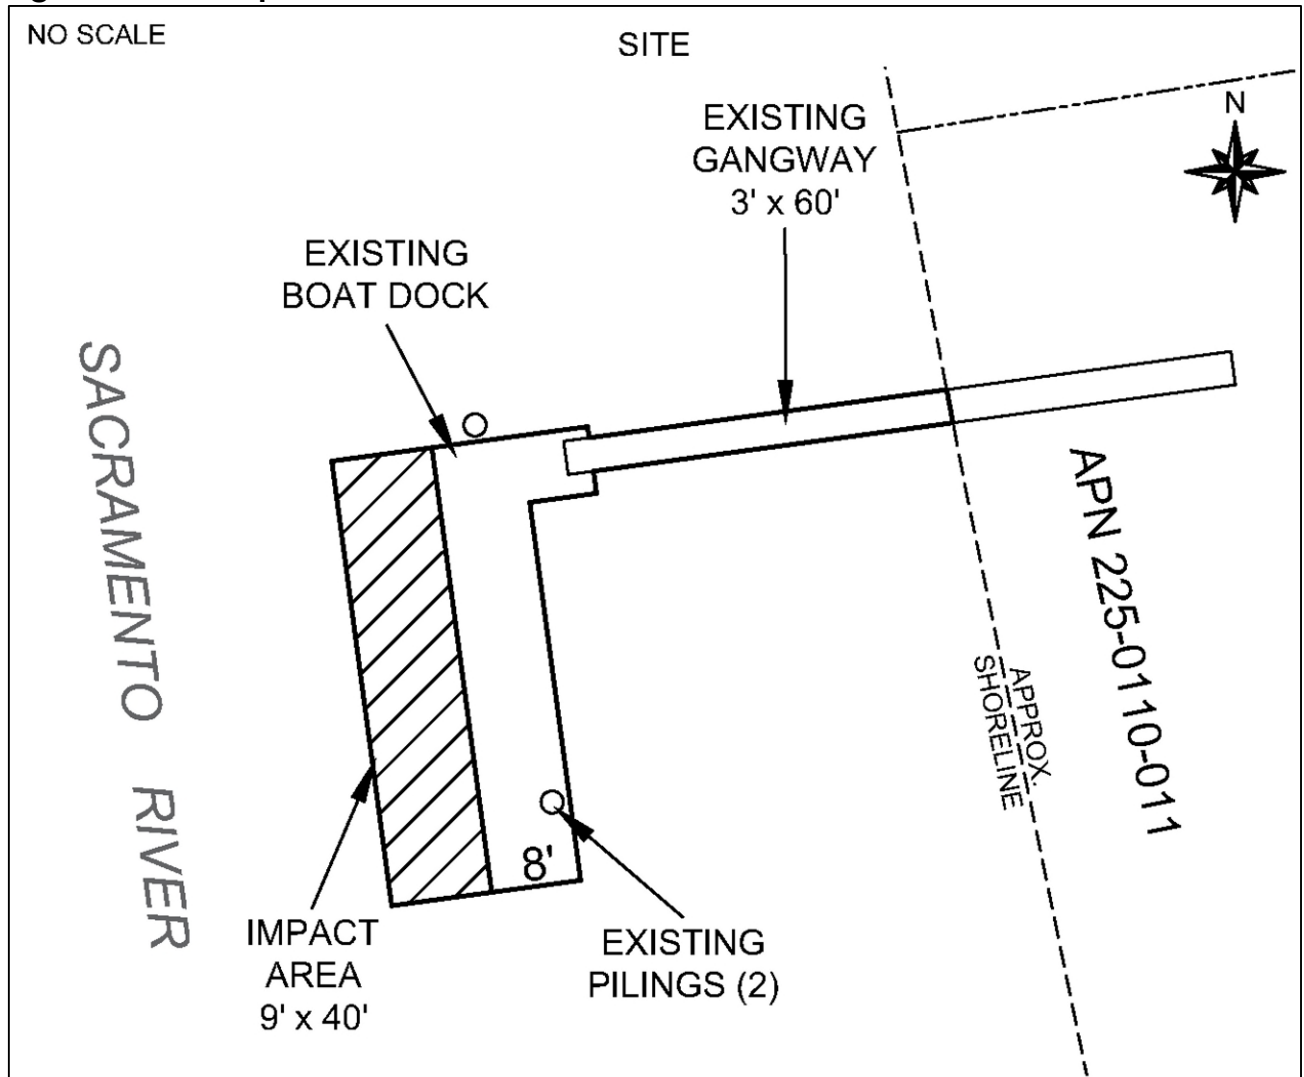 NO SCALE
SITE
N
EXISTING
GANGWAY
3' x 60'
EXISTING
BOAT DOCK
SACRAMENTO RIVER
APN 225-0110-011
APPROX.
SHORELINE
8'
IMPACT
AREA
9' x 40'
EXISTING
PILINGS (2)